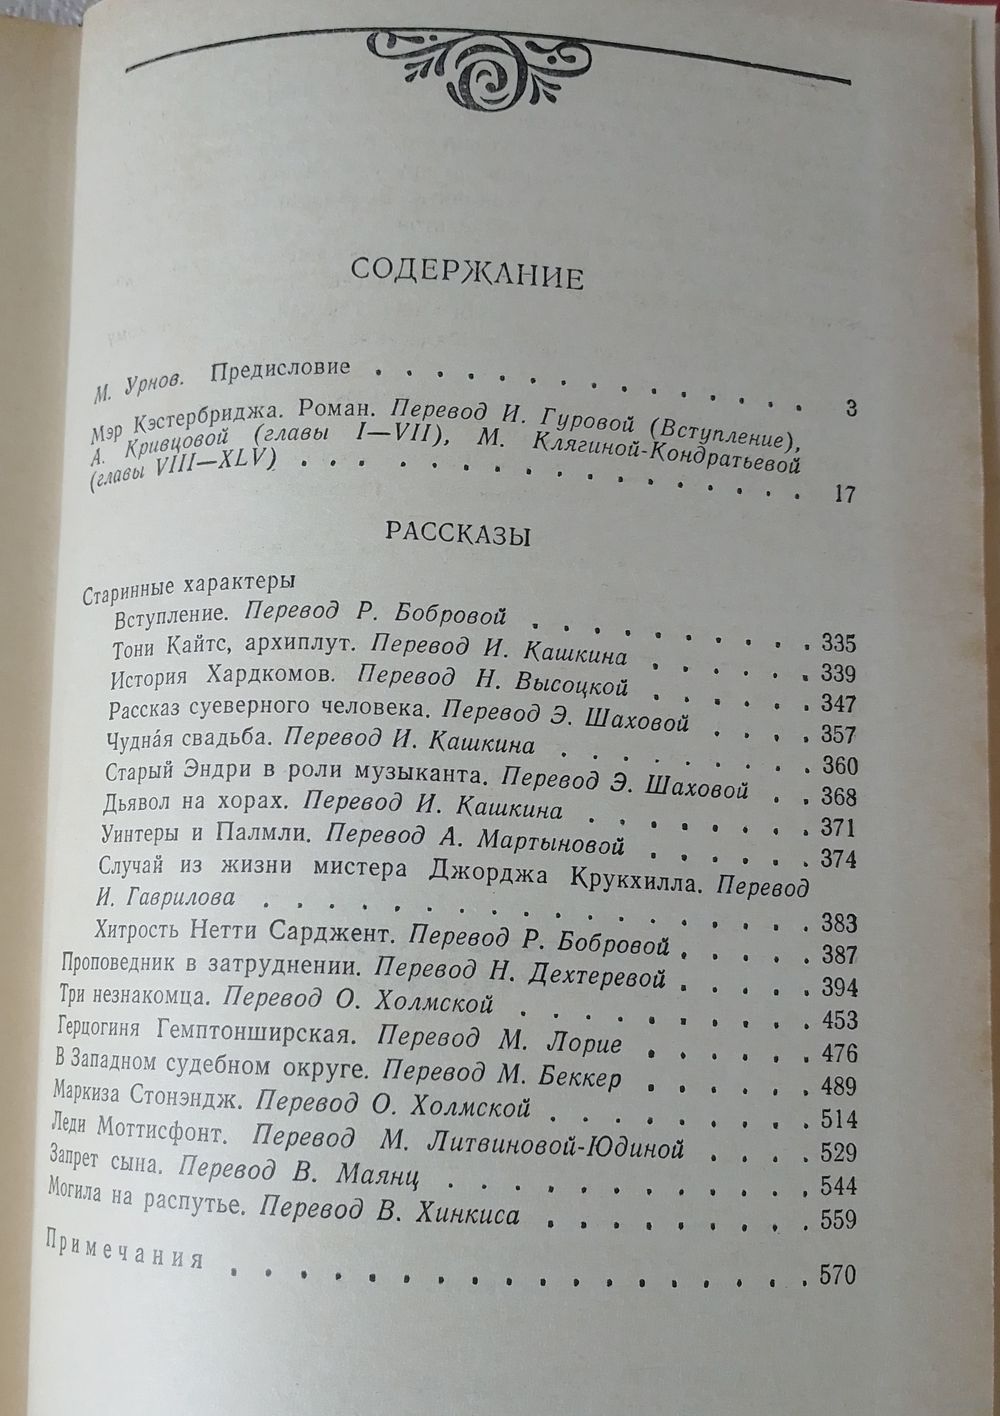 СОДЕРЖАНИЕ
М. Урнов. Предисловие . . . . . . . . . . . . . . 3
Мэр Кэстербриджа. Роман. Перевод И. Гуровой (Вступление),
А. Кривцовой (главы I—VII), М. Клягиной-Кондратьевой
(главы VIII—XLV) . . . . . . . . . . . . . . . . 17
РАССКАЗЫ
Старинные характеры
Вступление. Перевод Р. Бобровой . . . . . . . . . . 335
Тони Кайтс, архиплут. Перевод И. Кашкина . . . . . . 339
История Хардкомов. Перевод Н. Высоцкой . . . . . . 347
Рассказ суеверного человека. Перевод Э. Шаховой . . . . 357
Чудна́я свадьба. Перевод И. Кашкина . . . . . . . . . 360
Старый Эндри в роли музыканта. Перевод Э. Шаховой . . 368
Дьявол на хорах. Перевод И. Кашкина . . . . . . . . 371
Уинтеры и Палмли. Перевод А. Мартыновой . . . . . . 374
Случай из жизни мистера Джорджа Крукхилла. Перевод
И. Гаврилова . . . . . . . . . . . . . . . . . . 383
Хитрость Нетти Сарджент. Перевод Р. Бобровой . . . . . 387
Проповедник в затруднении. Перевод Н. Дехтеревой . . . . . 394
Три незнакомца. Перевод О. Холмской . . . . . . . . . . 453
Герцогиня Гемптонширская. Перевод М. Лорие . . . . . . 476
В Западном судебном округе. Перевод М. Беккер . . . . . . 489
Маркиза Стонэндж. Перевод О. Холмской . . . . . . . . . 514
Леди Моттисфонт. Перевод М. Литвиновой-Юдиной . . . . 529
Запрет сына. Перевод В. Маянц . . . . . . . . . . . . 544
Могила на распутье. Перевод В. Хинкиса . . . . . . . . . 559
Примечания . . . . . . . . . . . . . . . . . . 570